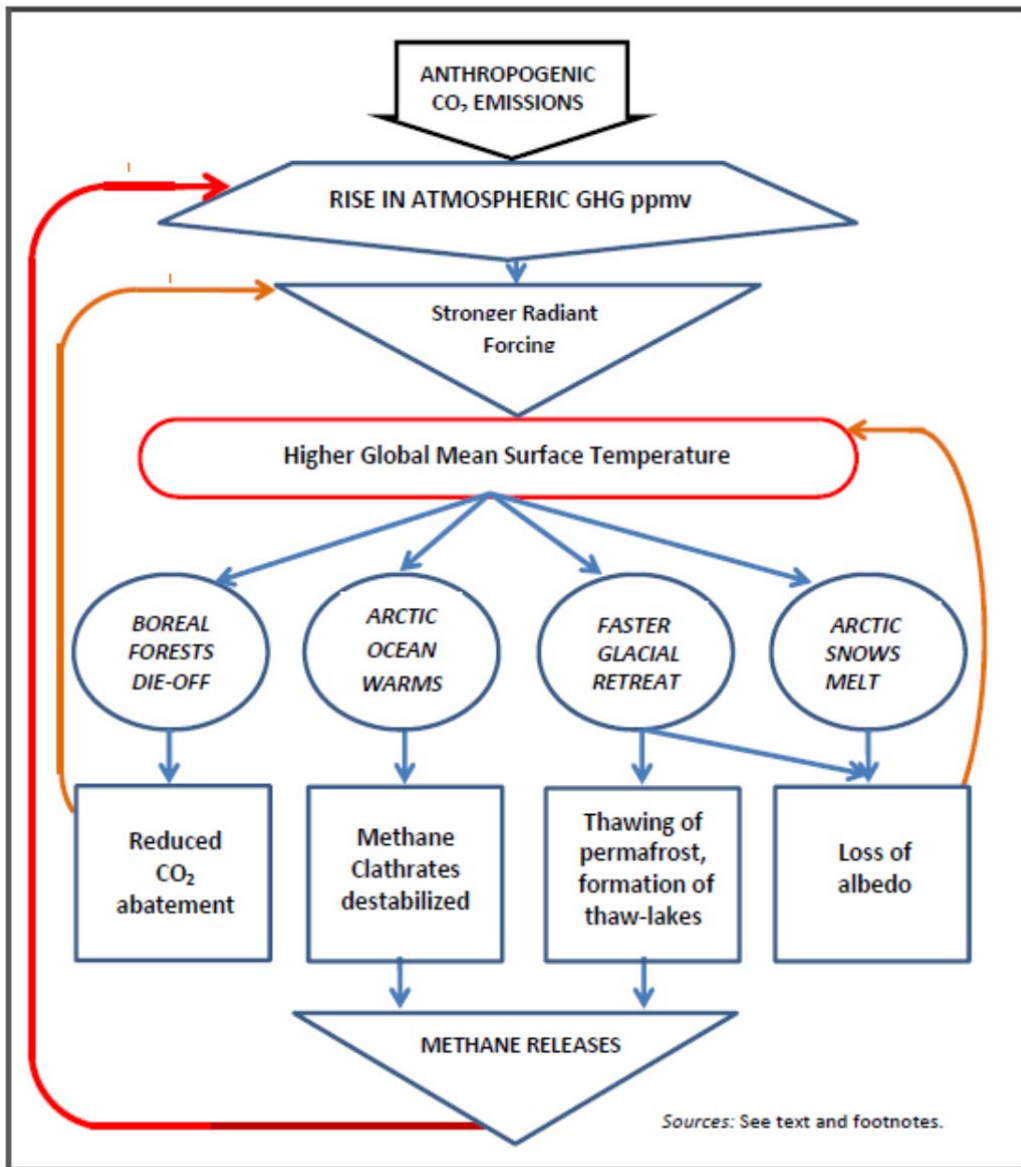 ANTHROPOGENIC
CO₂ EMISSIONS
RISE IN ATMOSPHERIC GHG ppmv
Stronger Radiant
Forcing
Higher Global Mean Surface Temperature
BOREAL
FORESTS
DIE-OFF
ARCTIC
OCEAN
WARMS
FASTER
GLACIAL
RETREAT
ARCTIC
SNOWS
MELT
Reduced
CO₂
abatement
Methane
Clathrates
destabilized
Thawing of
permafrost,
formation of
thaw-lakes
Loss of
albedo
METHANE RELEASES
Sources: See text and footnotes.